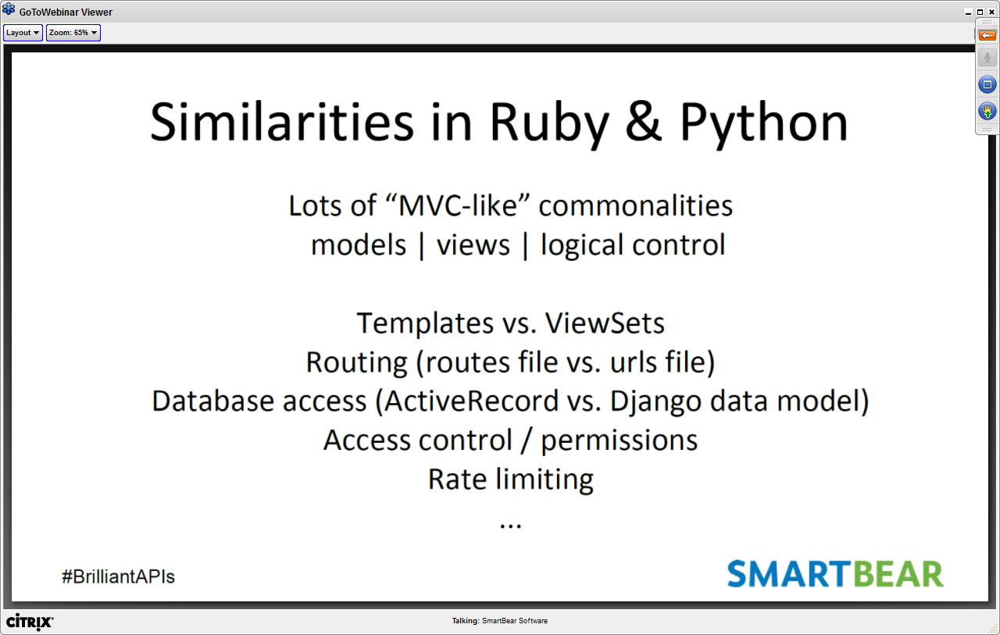 GoToWebinar Viewer
Layout
Zoom: 65%
Similarities in Ruby & Python
Lots of “MVC-like” commonalities
models | views | logical control
Templates vs. ViewSets
Routing (routes file vs. urls file)
Database access (ActiveRecord vs. Django data model)
Access control / permissions
Rate limiting
...
#BrilliantAPIs
SMARTBEAR
CİTRIX®
Talking: SmartBear Software